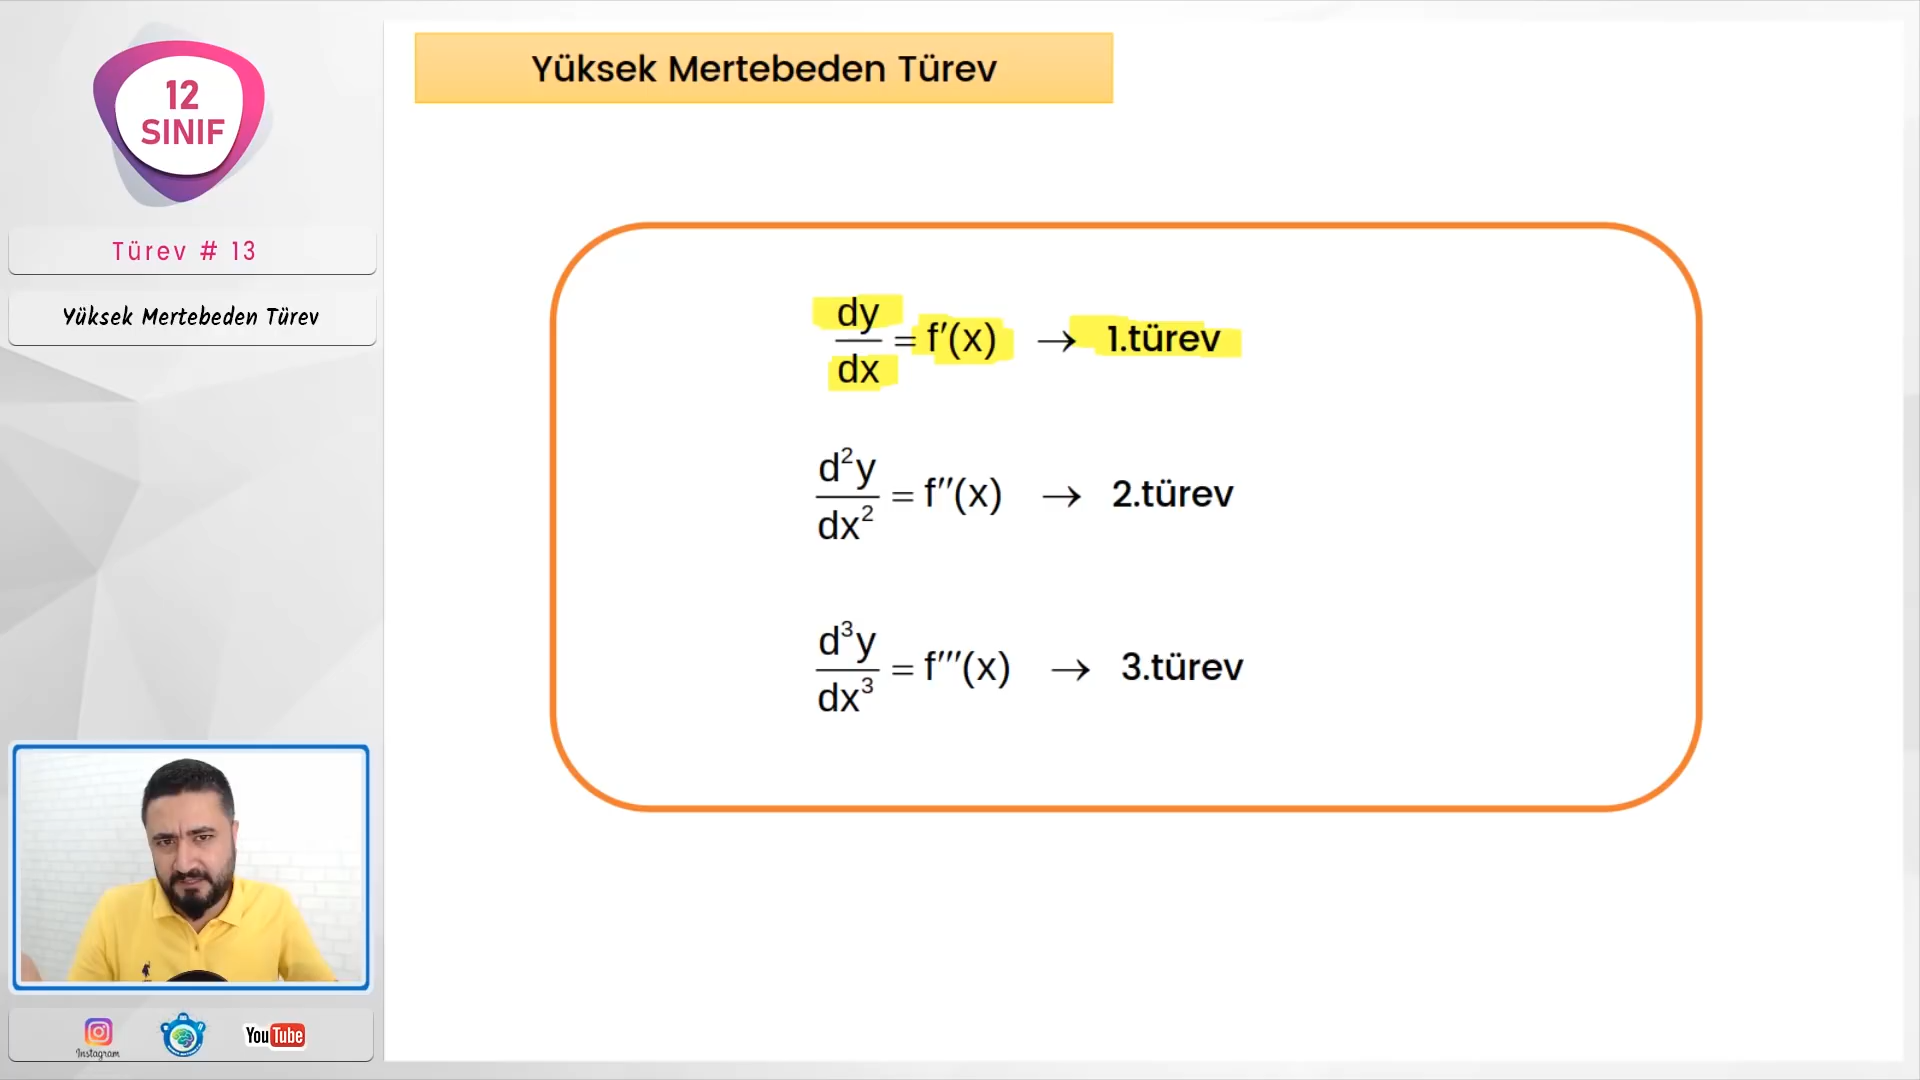 12
SINIF
Türev # 13
Yüksek Mertebeden Türev
Yüksek Mertebeden Türev
dy/dx = f′(x) → 1.türev
d²y/dx² = f′′(x) → 2.türev
d³y/dx³ = f′′′(x) → 3.türev
Instagram
YouTube